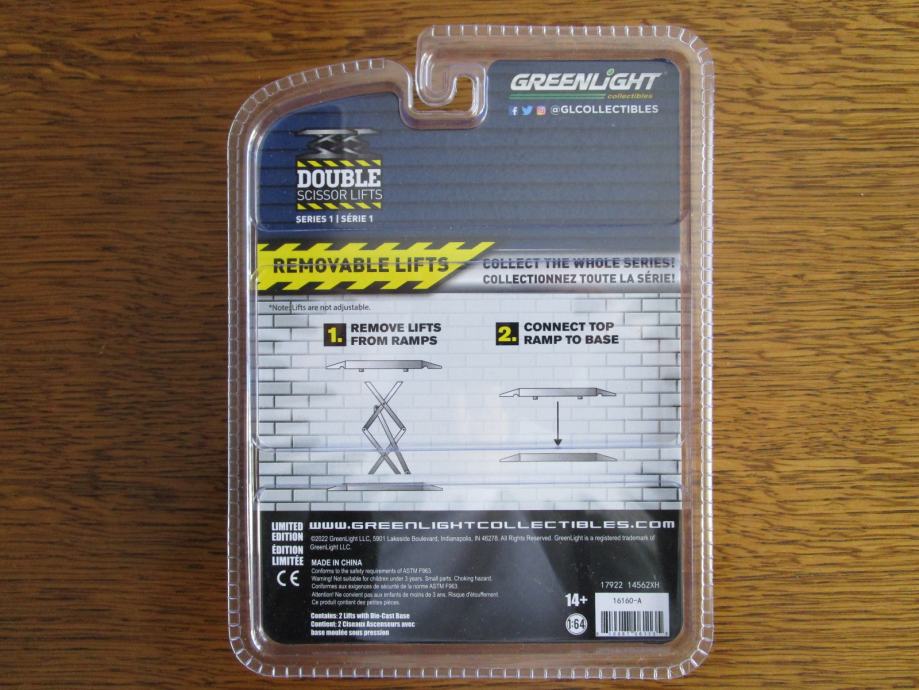 GREENLIGHT
collectibles
@GLCOLLECTIBLES
DOUBLE
SCISSOR LIFTS
SERIES 1 | SÉRIE 1
REMOVABLE LIFTS
COLLECT THE WHOLE SERIES!
COLLECTIONNEZ TOUTE LA SÉRIE!
*Note: Lifts are not adjustable.
1. REMOVE LIFTS
FROM RAMPS
2. CONNECT TOP
RAMP TO BASE
LIMITED
EDITION
ÉDITION
LIMITÉE
CE
WWW.GREENLIGHTCOLLECTIBLES.COM
©2022 GreenLight LLC, 5901 Lakeside Boulevard, Indianapolis, IN 46278. All Rights Reserved. GreenLight is a registered trademark of
GreenLight LLC.
MADE IN CHINA
Conforms to the safety requirements of ASTM F963.
Warning! Not suitable for children under 3 years. Small parts. Choking hazard.
Conformes aux exigences de sécurité de la norme ASTM F963.
Attention! Ne convient pas aux enfants de moins de 3 ans. Risque d'étouffement.
Ce produit contient des petites pièces.
Contains: 2 Lifts with Die-Cast Base
Contient: 2 Ciseaux Ascenseurs avec
base moulée sous pression
14+
1:64
17922 14562XH
16160-A